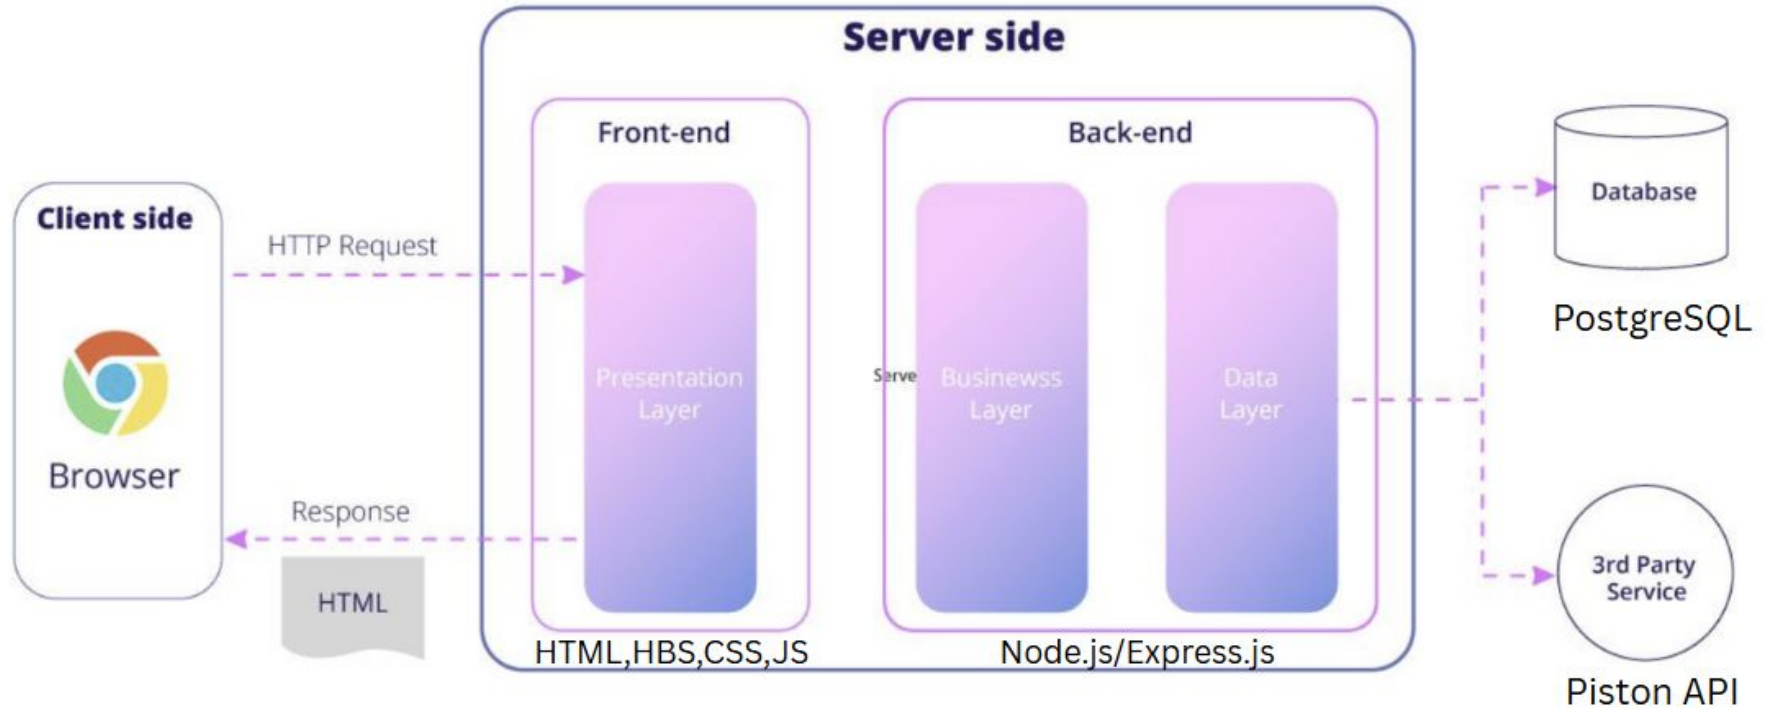 Server side
Front-end
Back-end
Client side
HTTP Request
Browser
Response
HTML
Presentation
Layer
Serve
Businewss
Layer
Data
Layer
HTML,HBS,CSS,JS
Node.js/Express.js
Database
PostgreSQL
3rd Party
Service
Piston API